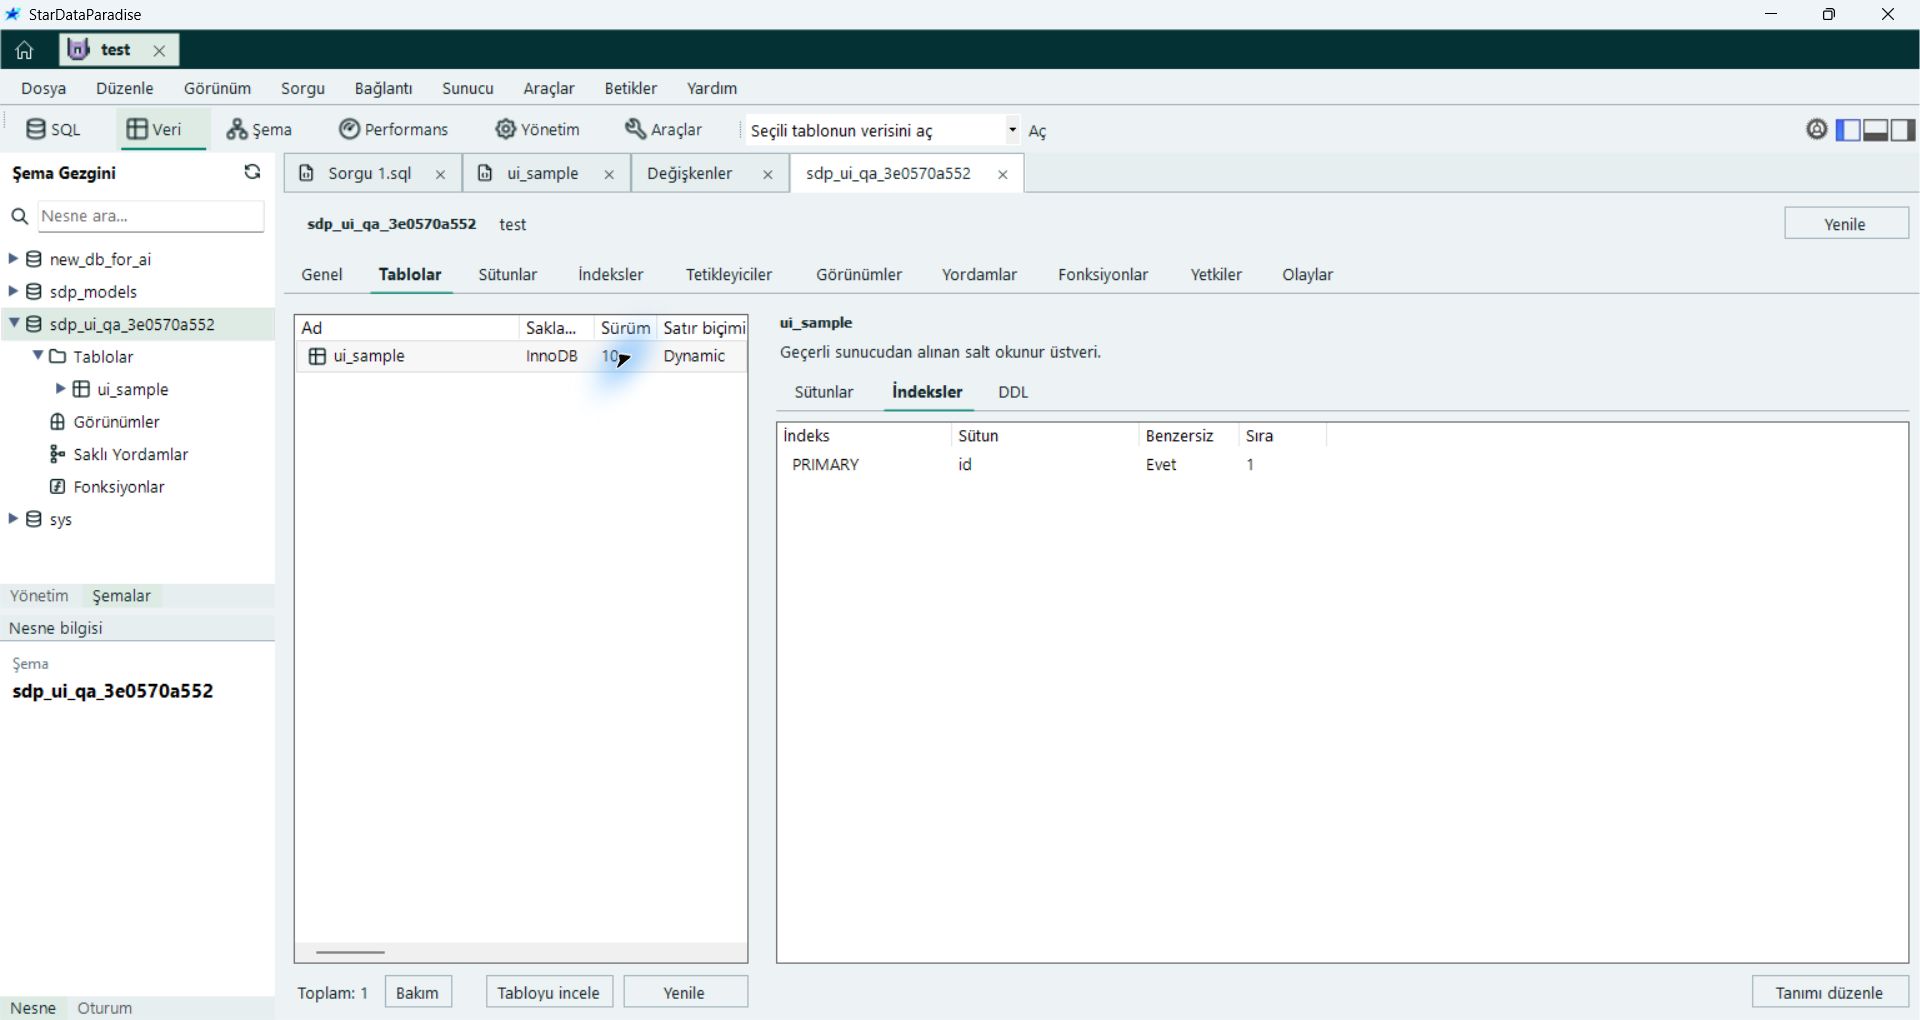 StarDataParadise
test
Dosya Düzenle Görünüm Sorgu Bağlantı Sunucu Araçlar Betikler Yardım
SQL Veri Şema Performans Yönetim Araçlar Seçili tablonun verisini aç Aç
Şema Gezgini
Nesne ara...
new_db_for_ai
sdp_models
sdp_ui_qa_3e0570a552
Tablolar
ui_sample
Görünümler
Saklı Yordamlar
Fonksiyonlar
sys
Yönetim Şemalar
Nesne bilgisi
Şema
sdp_ui_qa_3e0570a552
Nesne Oturum
Sorgu 1.sql ui_sample Değişkenler sdp_ui_qa_3e0570a552
sdp_ui_qa_3e0570a552 test Yenile
Genel Tablolar Sütunlar İndeksler Tetikleyiciler Görünümler Yordamlar Fonksiyonlar Yetkiler Olaylar
Ad Sakla... Sürüm Satır biçimi
ui_sample InnoDB 10 Dynamic
Toplam: 1 Bakım Tabloyu incele Yenile
ui_sample
Geçerli sunucudan alınan salt okunur üstveri.
Sütunlar İndeksler DDL
İndeks Sütun Benzersiz Sıra
PRIMARY id Evet 1
Tanımı düzenle